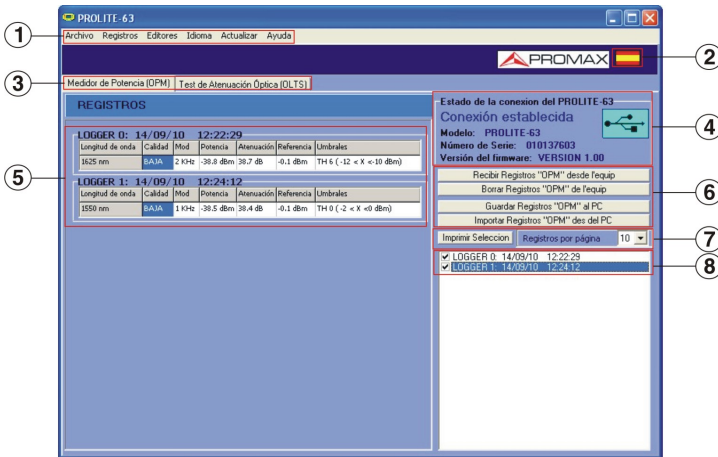 PROLITE-63
Archivo Registros Editores Idioma Actualizar Ayuda
1
PROMAX
2
3
Medidor de Potencia (OPM) Test de Atenuación Óptica (OLTS)
REGISTROS
LOGGER 0: 14/09/10 12:22:29
Longitud de onda Calidad Mod Potencia Atenuación Referencia Umbrales
1625 nm BAJA 2 KHz -38.8 dBm 38.7 dB -0.1 dBm TH 6 ( -12 < X <-10 dBm)
5
LOGGER 1: 14/09/10 12:24:12
Longitud de onda Calidad Mod Potencia Atenuación Referencia Umbrales
1550 nm BAJA 1 KHz -38.5 dBm 38.4 dB -0.1 dBm TH 0 ( -2 < X <0 dBm)
Estado de la conexion del PROLITE-63
Conexión establecida
Modelo: PROLITE-63
Número de Serie: 010137603
Versión del firmware: VERSION 1.00
4
Recibir Registros "OPM" desde l'equip
Borrar Registros "OPM" de l'equip
Guardar Registros "OPM" al PC
Importar Registros "OPM" des del PC
6
Imprimir Seleccion Registros por página 10
7
LOGGER 0: 14/09/10 12:22:29
LOGGER 1: 14/09/10 12:24:12
8